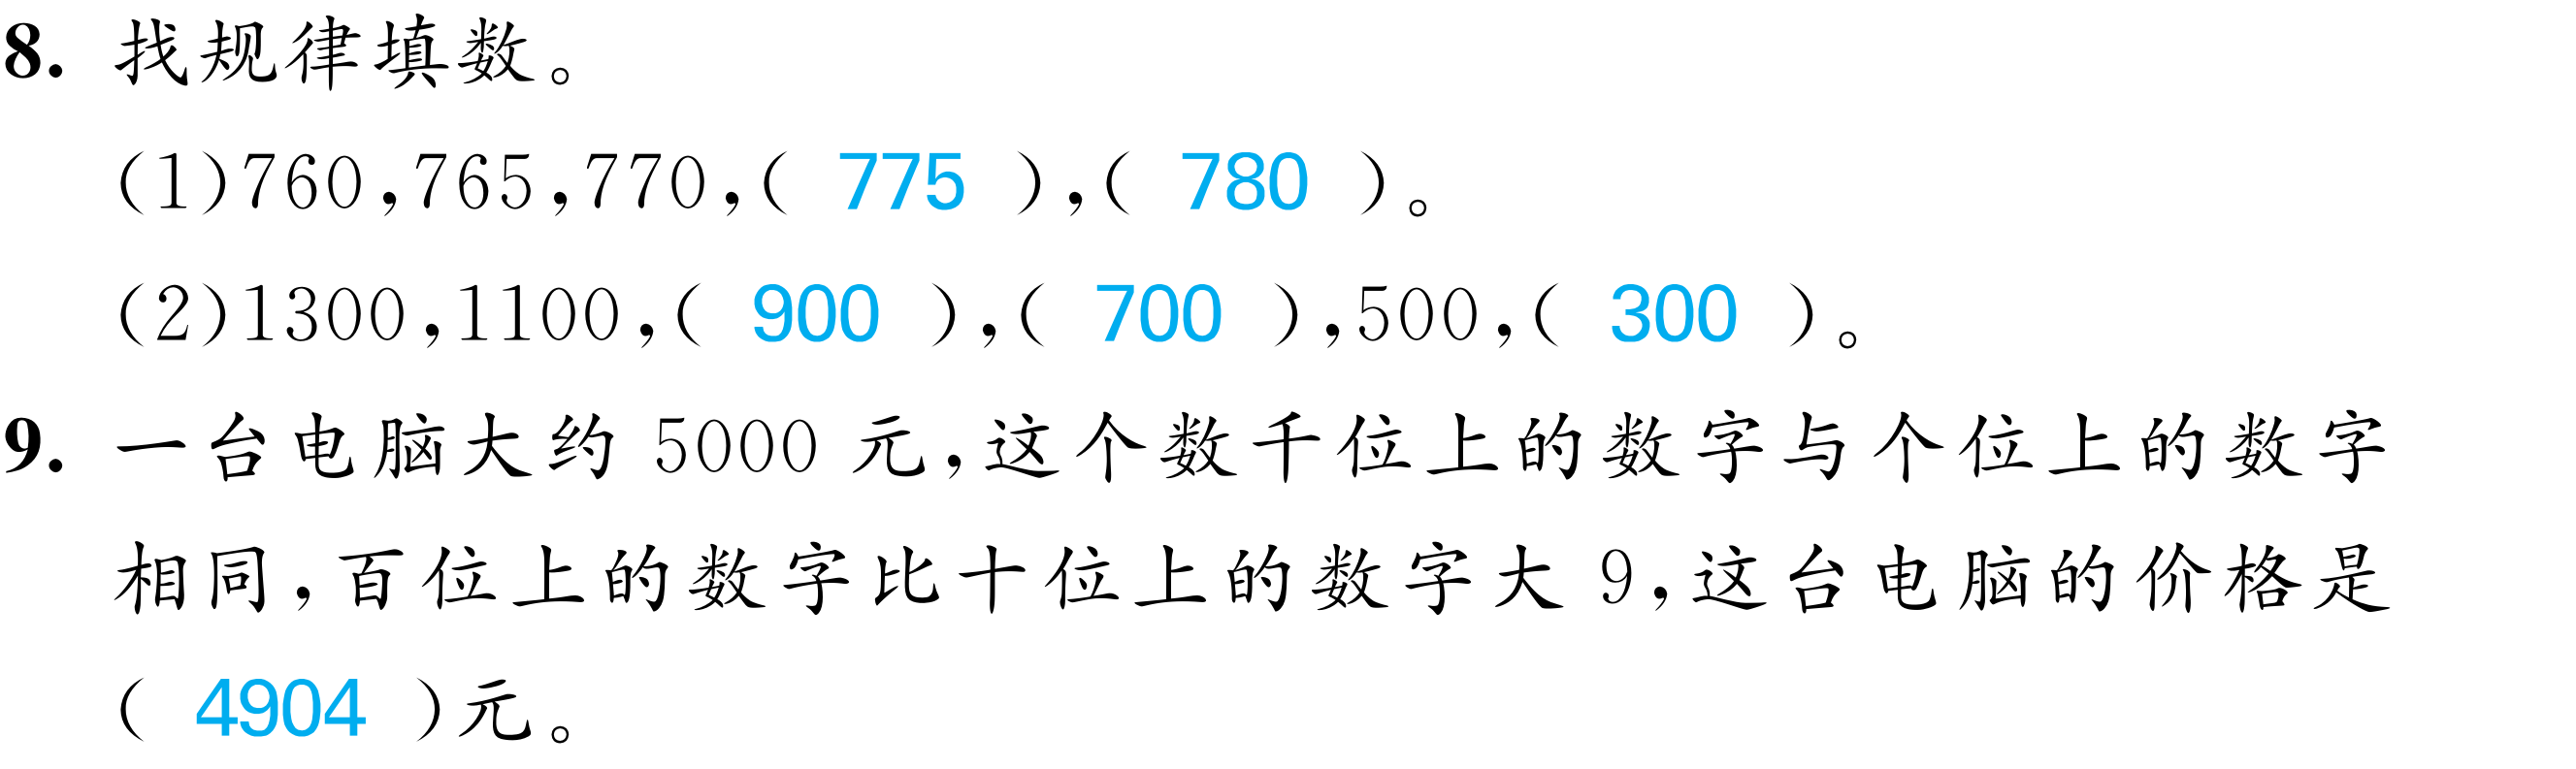 8. 找规律填数。
(1)760,765,770,( 775 ),( 780 )。
(2)1300,1100,( 900 ),( 700 ),500,( 300 )。
9. 一台电脑大约 5000 元,这个数千位上的数字与个位上的数字
相同,百位上的数字比十位上的数字大 9,这台电脑的价格是
( 4904 )元。